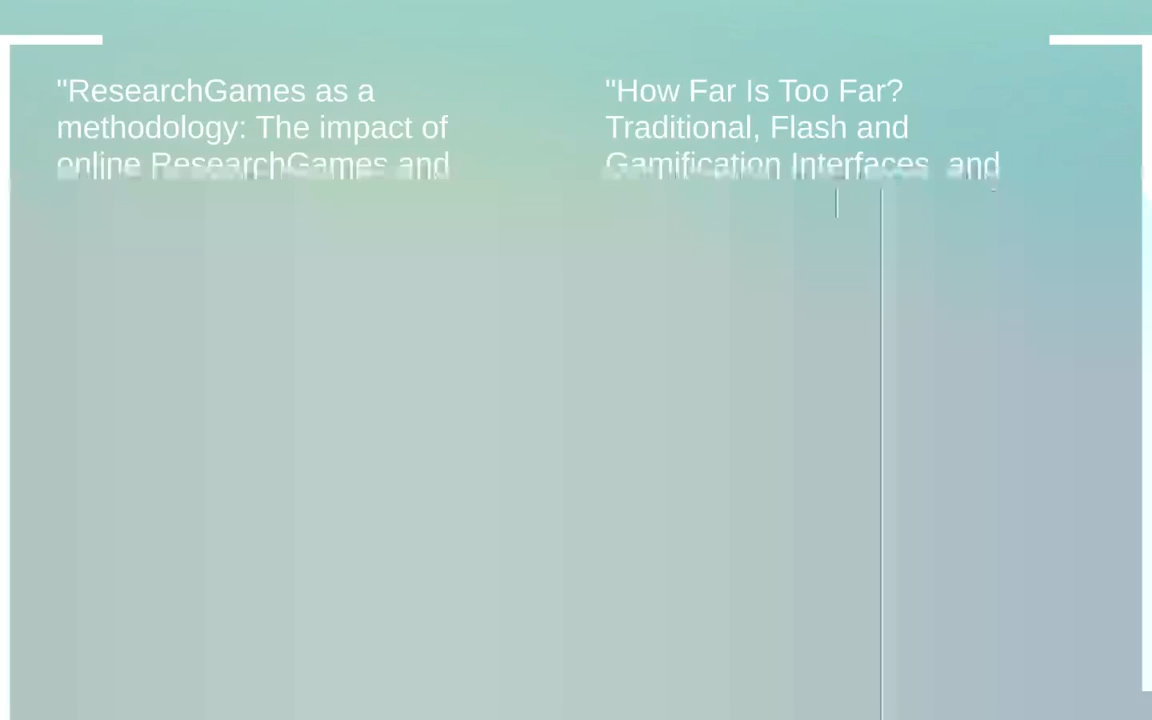 "ResearchGames as a
methodology: The impact of
online ResearchGames and
"How Far Is Too Far?
Traditional, Flash and
Gamification Interfaces, and